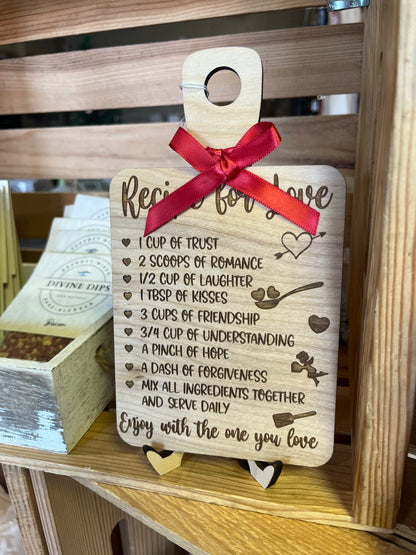 Recipe for Love
1 CUP OF TRUST
2 SCOOPS OF ROMANCE
1/2 CUP OF LAUGHTER
1 TBSP OF KISSES
3 CUPS OF FRIENDSHIP
3/4 CUP OF UNDERSTANDING
A PINCH OF HOPE
A DASH OF FORGIVENESS
MIX ALL INGREDIENTS TOGETHER
AND SERVE DAILY
Enjoy with the one you love
DIVINE DIPS
Bacon